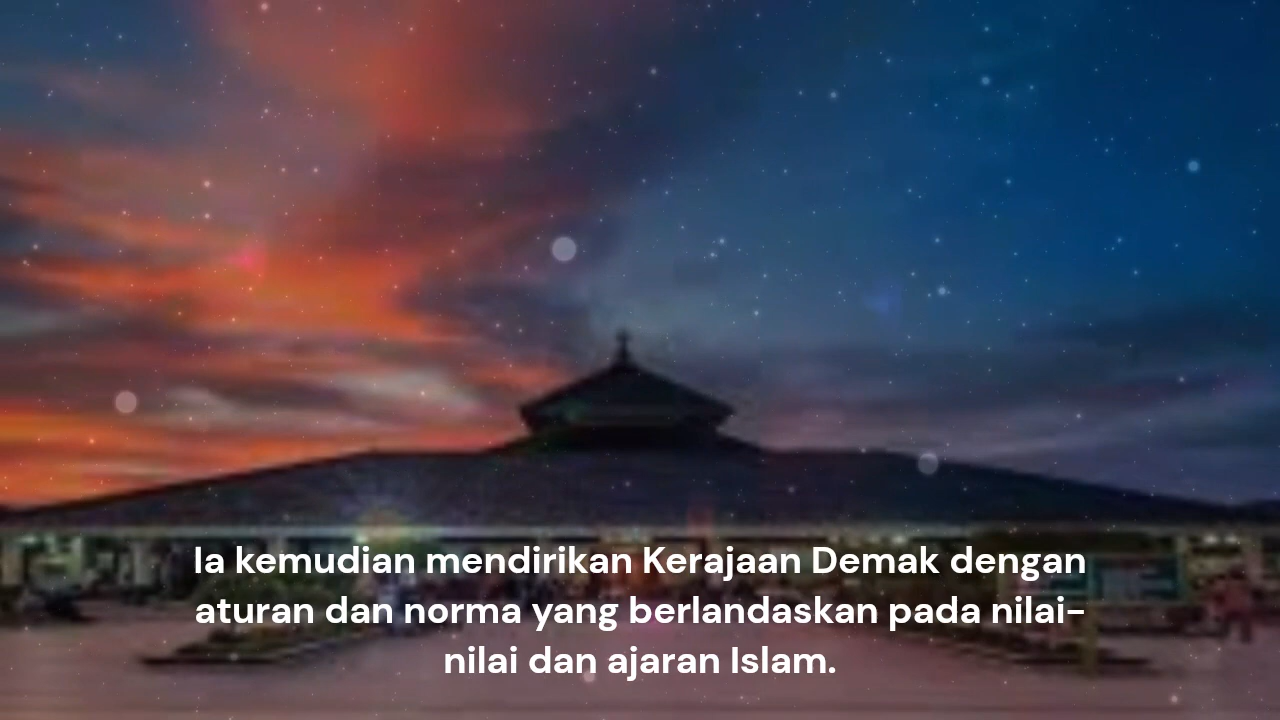 Ia kemudian mendirikan Kerajaan Demak dengan
aturan dan norma yang berlandaskan pada nilai-
nilai dan ajaran Islam.